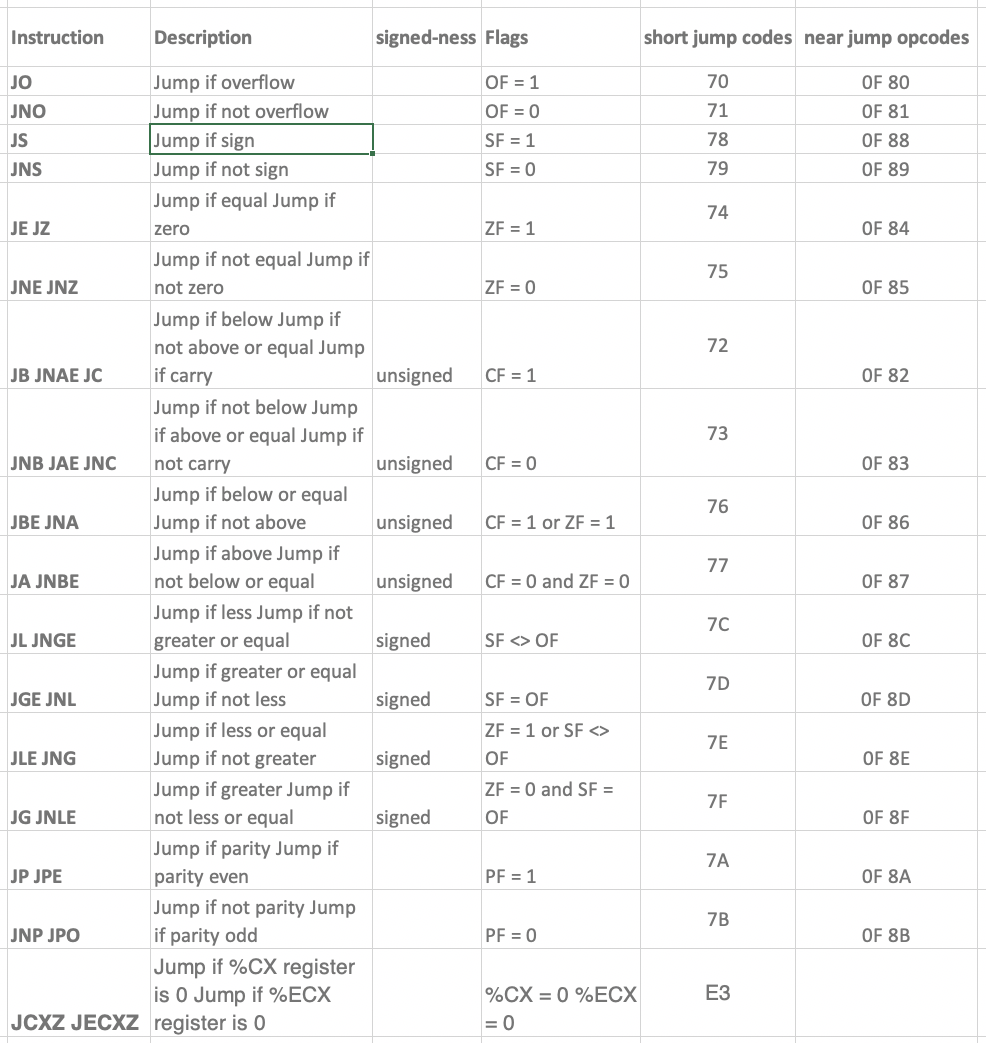 Instruction Description signed-ness Flags short jump codes near jump opcodes
JO Jump if overflow OF = 1 70 0F 80
JNO Jump if not overflow OF = 0 71 0F 81
JS Jump if sign SF = 1 78 0F 88
JNS Jump if not sign SF = 0 79 0F 89
Jump if equal Jump if
74
JE JZ zero ZF = 1 0F 84
Jump if not equal Jump if
75
JNE JNZ not zero ZF = 0 0F 85
Jump if below Jump if
not above or equal Jump 72
JB JNAE JC if carry unsigned CF = 1 0F 82
Jump if not below Jump
if above or equal Jump if 73
JNB JAE JNC not carry unsigned CF = 0 0F 83
Jump if below or equal
76
JBE JNA Jump if not above unsigned CF = 1 or ZF = 1 0F 86
Jump if above Jump if
77
JA JNBE not below or equal unsigned CF = 0 and ZF = 0 0F 87
Jump if less Jump if not
7C
JL JNGE greater or equal signed SF <> OF 0F 8C
Jump if greater or equal
7D
JGE JNL Jump if not less signed SF = OF 0F 8D
Jump if less or equal ZF = 1 or SF <>
7E
JLE JNG Jump if not greater signed OF 0F 8E
Jump if greater Jump if ZF = 0 and SF =
7F
JG JNLE not less or equal signed OF 0F 8F
Jump if parity Jump if
7A
JP JPE parity even PF = 1 0F 8A
Jump if not parity Jump
7B
JNP JPO if parity odd PF = 0 0F 8B
Jump if %CX register
is 0 Jump if %ECX %CX = 0 %ECX E3
JCXZ JECXZ register is 0 = 0